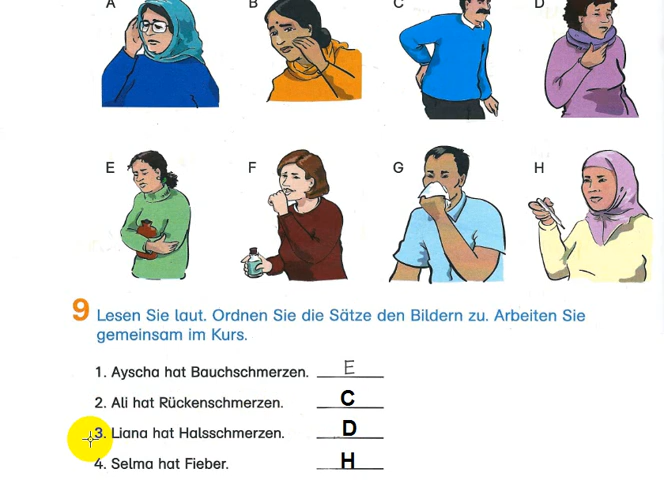 A B C D
E F G H
9 Lesen Sie laut. Ordnen Sie die Sätze den Bildern zu. Arbeiten Sie
gemeinsam im Kurs.
1. Ayscha hat Bauchschmerzen. E
2. Ali hat Rückenschmerzen. C
3. Liana hat Halsschmerzen. D
4. Selma hat Fieber. H